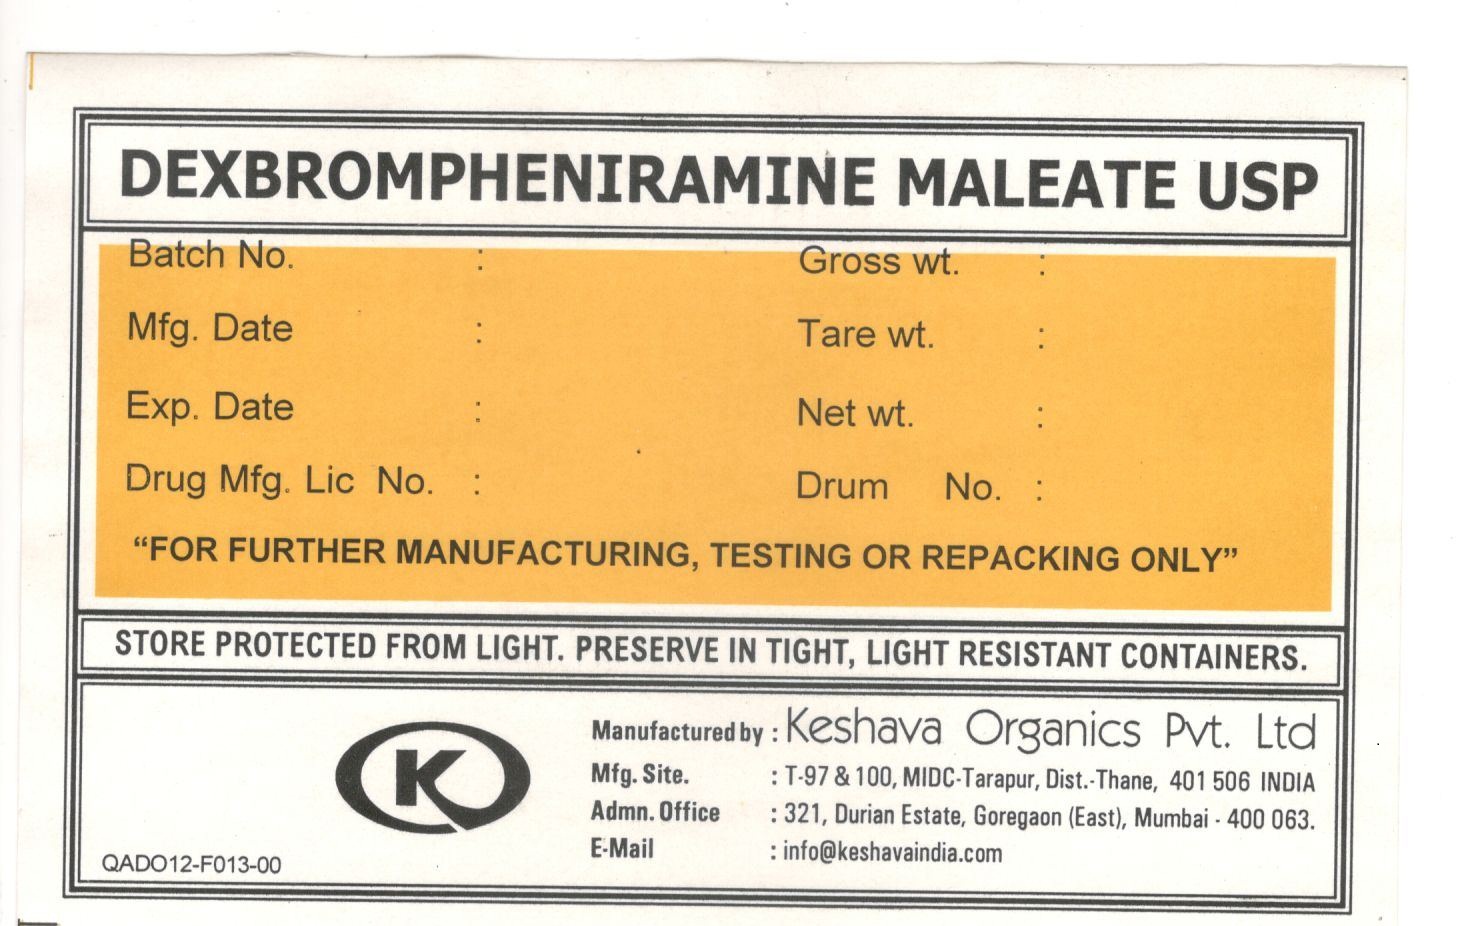 DEXBROMPHENIRAMINE MALEATE USP
Batch No. : Gross wt. :
Mfg. Date : Tare wt. :
Exp. Date : Net wt. :
Drug Mfg. Lic No. : Drum No. :
“FOR FURTHER MANUFACTURING, TESTING OR REPACKING ONLY”
STORE PROTECTED FROM LIGHT. PRESERVE IN TIGHT, LIGHT RESISTANT CONTAINERS.
K
Manufactured by : Keshava Organics Pvt. Ltd
Mfg. Site. : T-97 & 100, MIDC-Tarapur, Dist.-Thane, 401 506 INDIA
Admn. Office : 321, Durian Estate, Goregaon (East), Mumbai - 400 063.
E-Mail : info@keshavaindia.com
QADO12-F013-00